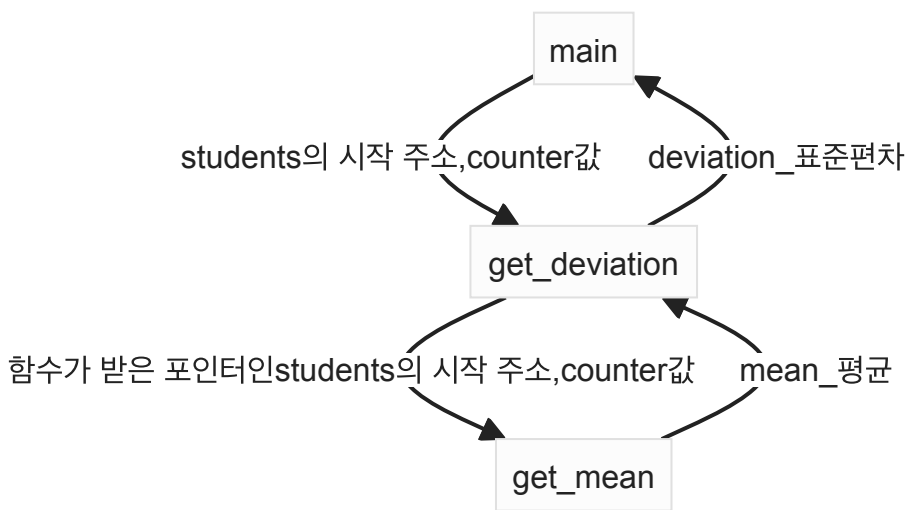 main
students의 시작 주소,counter값
deviation_표준편차
get_deviation
함수가 받은 포인터인students의 시작 주소,counter값
mean_평균
get_mean